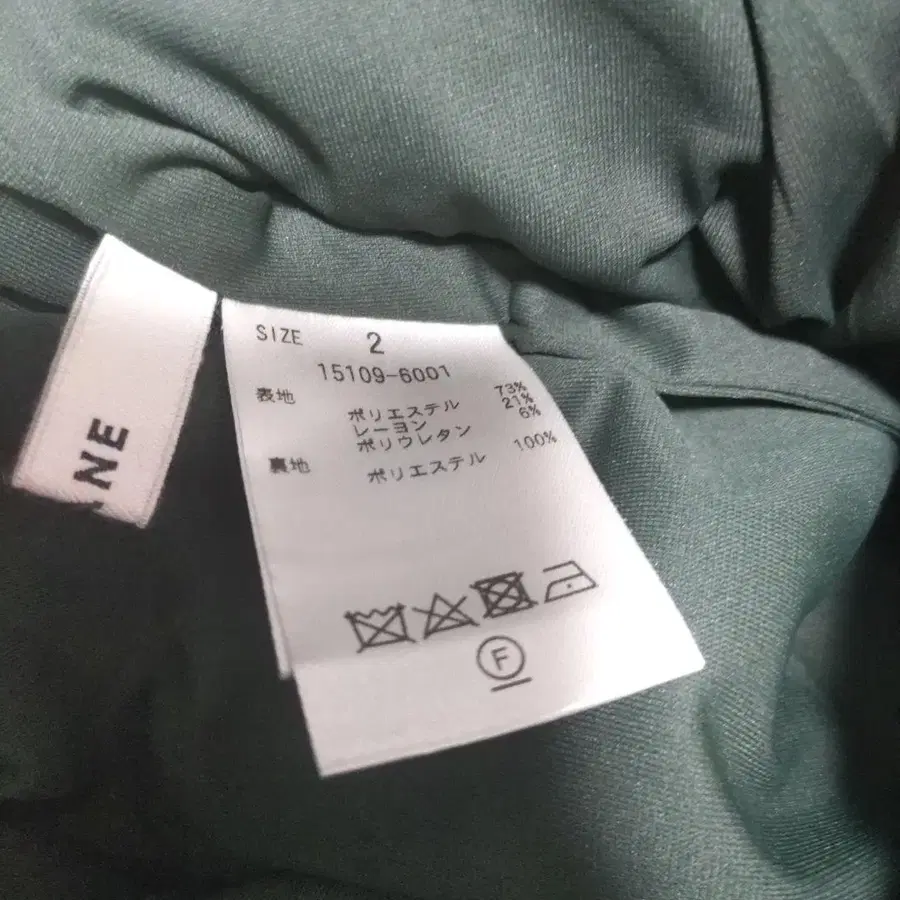 SIZE 2
15109-6001
表地 ポリエステル 73%
レーヨン 21%
ポリウレタン 6%
裏地 ポリエステル 100%
F
NE